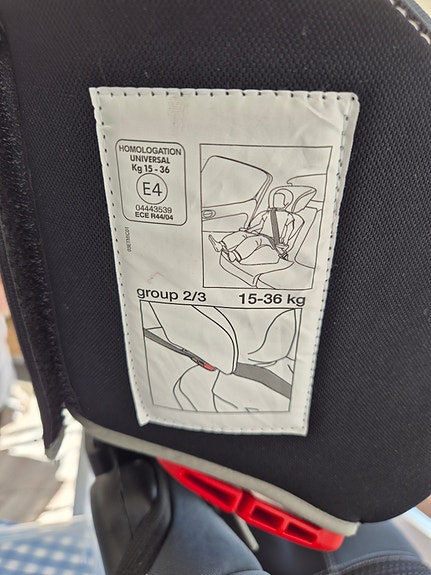 HOMOLOGATION
UNIVERSAL
Kg 15 - 36
E4
04443539
ECE R44/04
group 2/3 15-36 kg